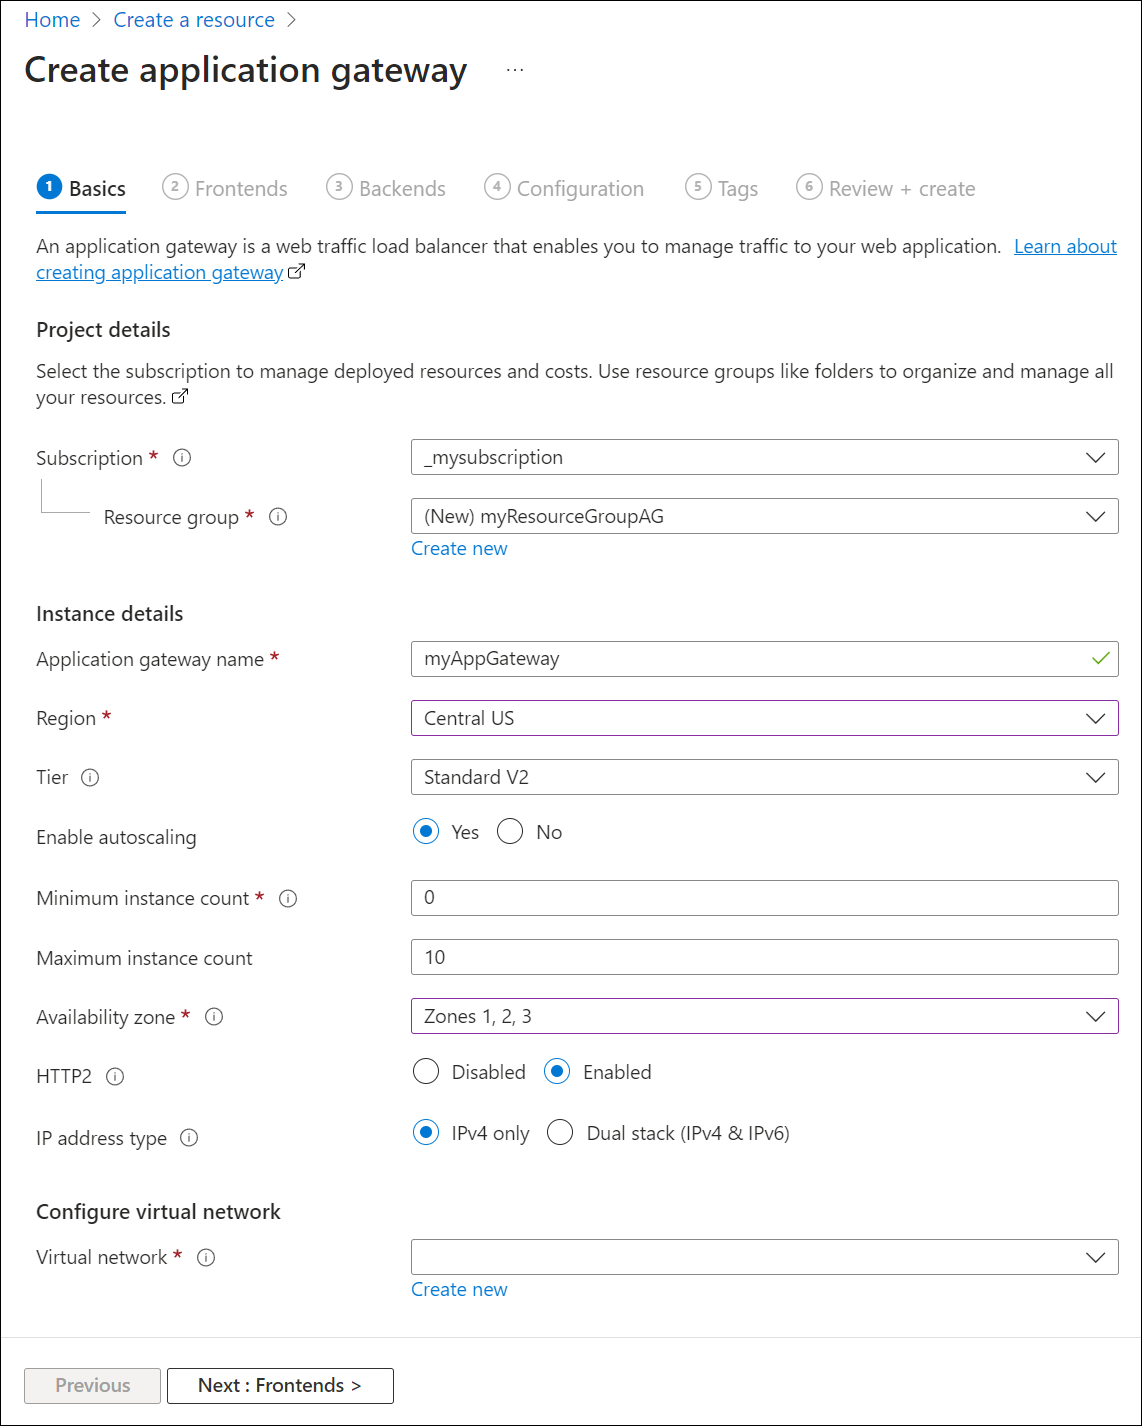 Home > Create a resource >
Create application gateway ...
1 Basics 2 Frontends 3 Backends 4 Configuration 5 Tags 6 Review + create
An application gateway is a web traffic load balancer that enables you to manage traffic to your web application. Learn about
creating application gateway
Project details
Select the subscription to manage deployed resources and costs. Use resource groups like folders to organize and manage all
your resources.
Subscription * _mysubscription
Resource group * (New) myResourceGroupAG
Create new
Instance details
Application gateway name * myAppGateway
Region * Central US
Tier Standard V2
Enable autoscaling Yes No
Minimum instance count * 0
Maximum instance count 10
Availability zone * Zones 1, 2, 3
HTTP2 Disabled Enabled
IP address type IPv4 only Dual stack (IPv4 & IPv6)
Configure virtual network
Virtual network *
Create new
Previous Next : Frontends >